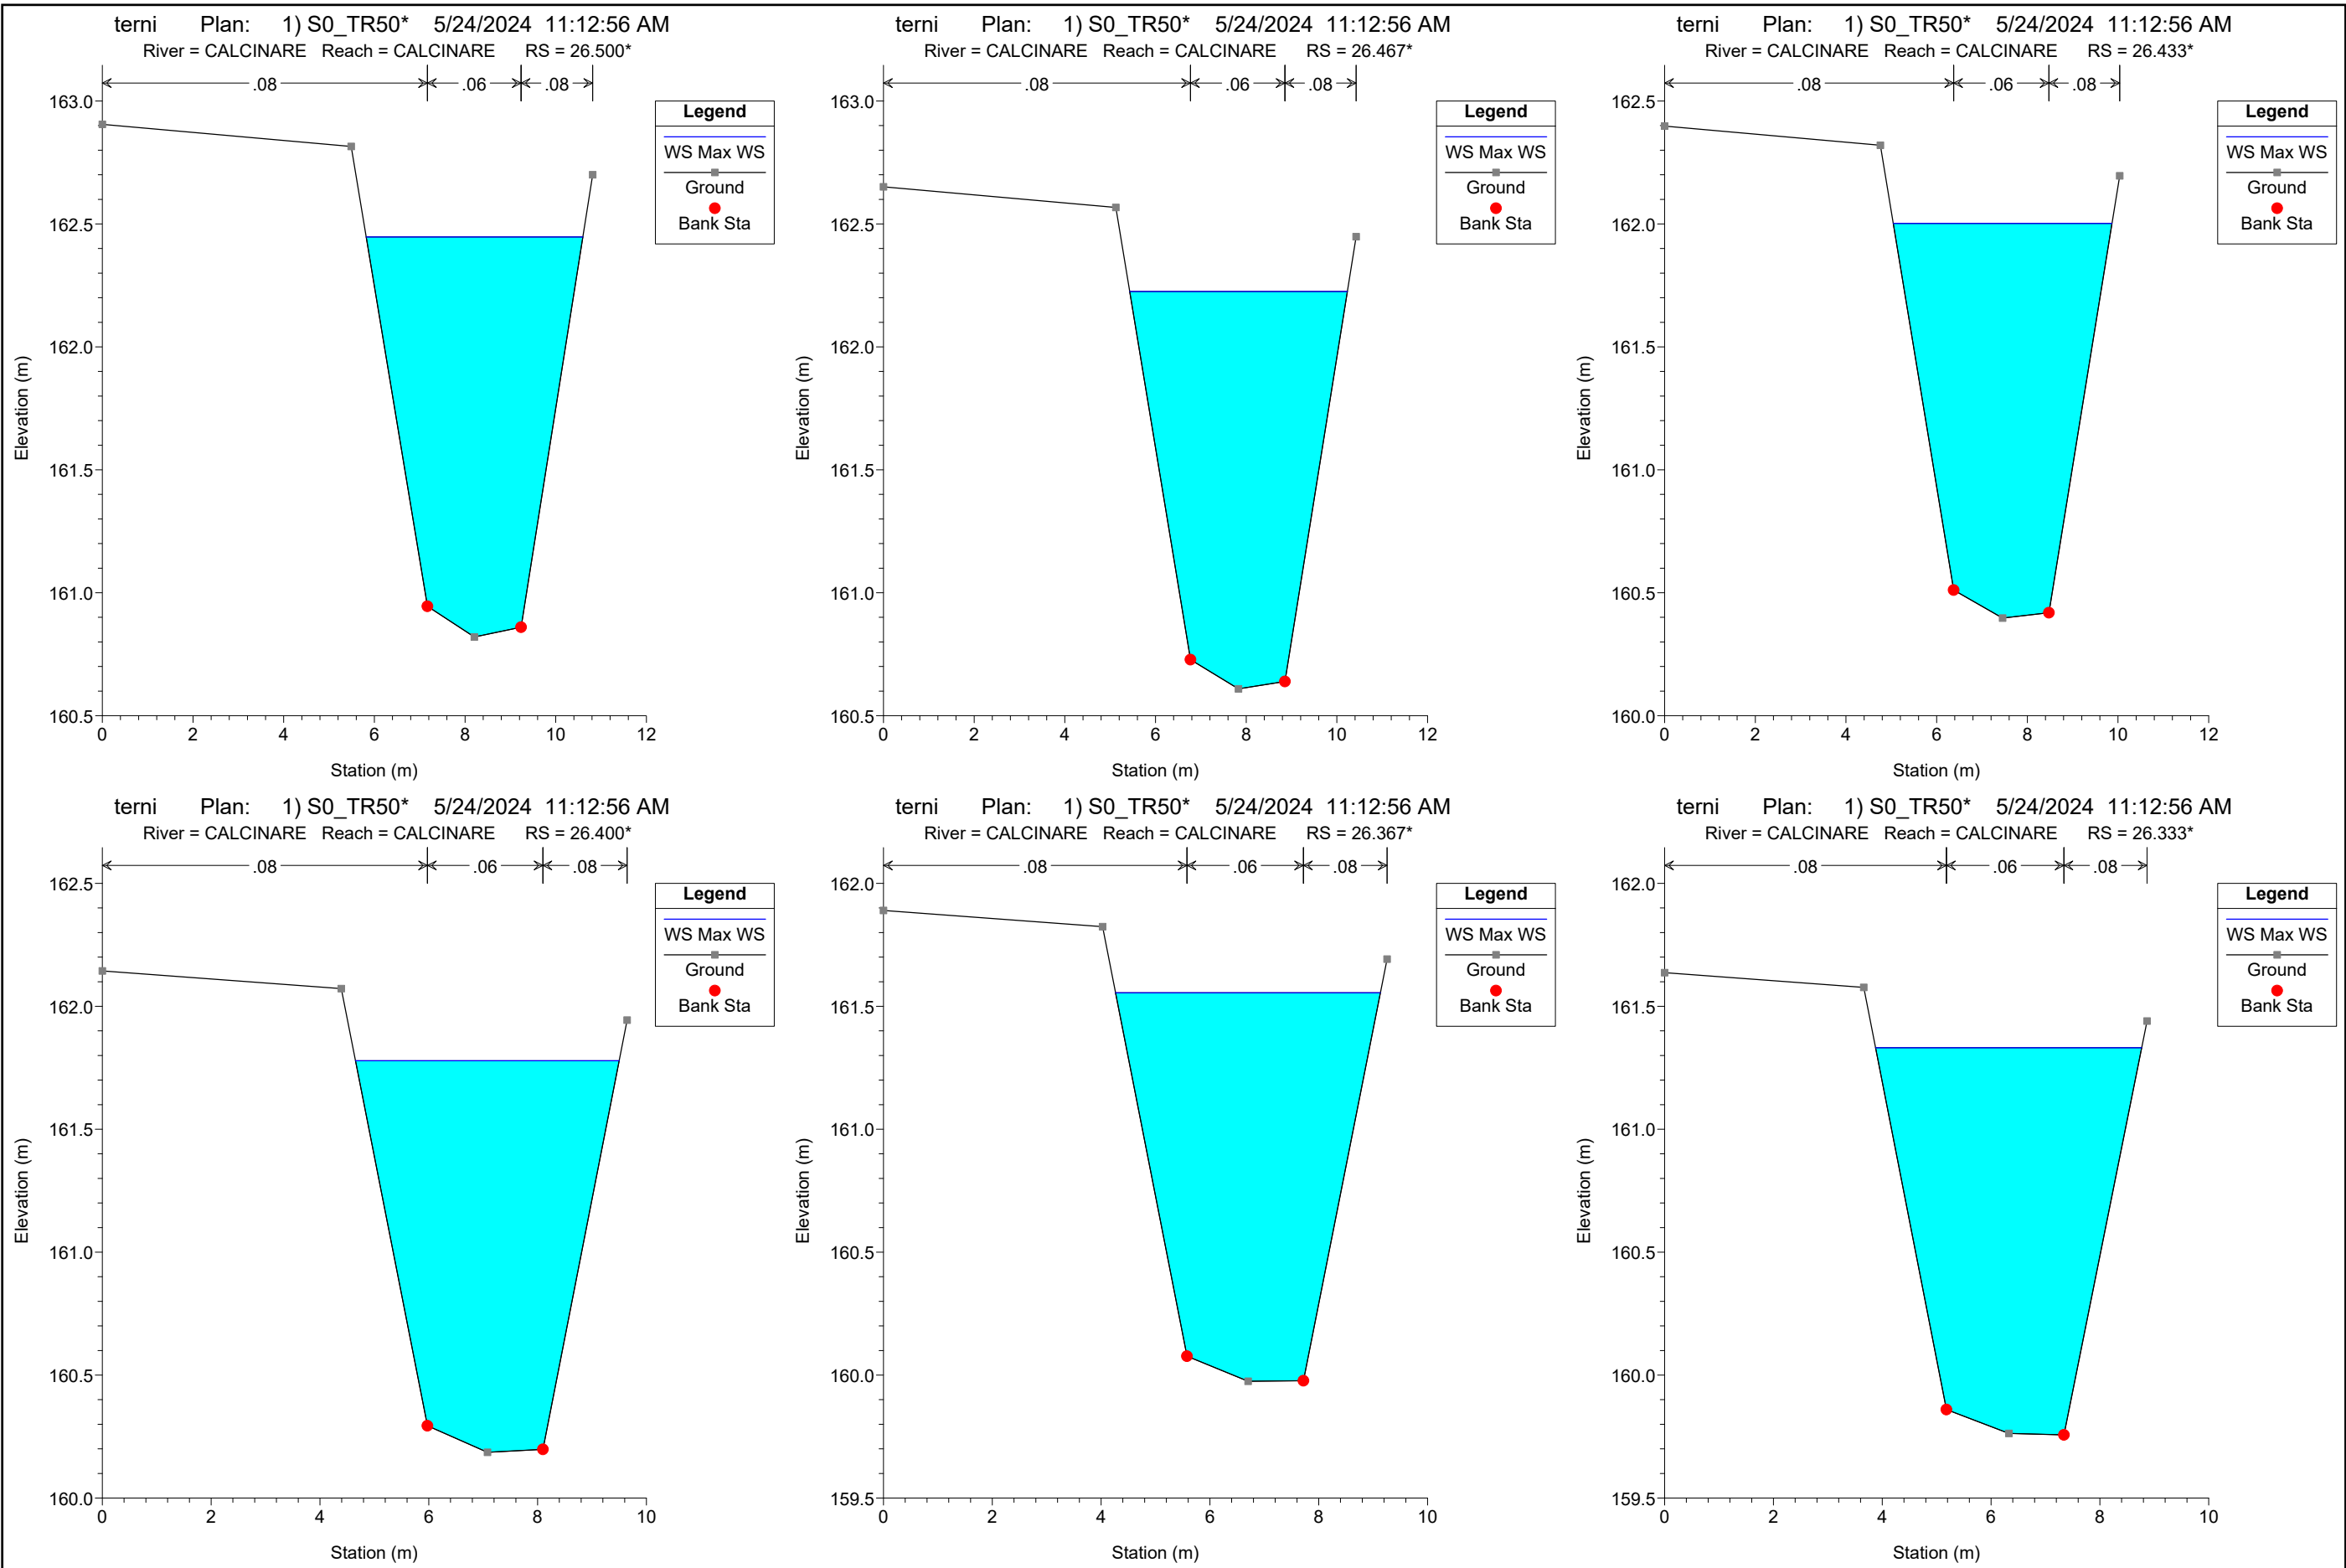 terni Plan: 1) S0_TR50* 5/24/2024 11:12:56 AM
River = CALCINARE Reach = CALCINARE RS = 26.500*
.08 .06 .08
163.0
162.5
162.0
161.5
161.0
160.5
0 2 4 6 8 10 12
Elevation (m)
Station (m)
Legend
WS Max WS
Ground
Bank Sta
terni Plan: 1) S0_TR50* 5/24/2024 11:12:56 AM
River = CALCINARE Reach = CALCINARE RS = 26.467*
.08 .06 .08
163.0
162.5
162.0
161.5
161.0
160.5
0 2 4 6 8 10 12
Elevation (m)
Station (m)
Legend
WS Max WS
Ground
Bank Sta
terni Plan: 1) S0_TR50* 5/24/2024 11:12:56 AM
River = CALCINARE Reach = CALCINARE RS = 26.433*
.08 .06 .08
162.5
162.0
161.5
161.0
160.5
160.0
0 2 4 6 8 10 12
Elevation (m)
Station (m)
Legend
WS Max WS
Ground
Bank Sta
terni Plan: 1) S0_TR50* 5/24/2024 11:12:56 AM
River = CALCINARE Reach = CALCINARE RS = 26.400*
.08 .06 .08
162.5
162.0
161.5
161.0
160.5
160.0
0 2 4 6 8 10
Elevation (m)
Station (m)
Legend
WS Max WS
Ground
Bank Sta
terni Plan: 1) S0_TR50* 5/24/2024 11:12:56 AM
River = CALCINARE Reach = CALCINARE RS = 26.367*
.08 .06 .08
162.0
161.5
161.0
160.5
160.0
159.5
0 2 4 6 8 10
Elevation (m)
Station (m)
Legend
WS Max WS
Ground
Bank Sta
terni Plan: 1) S0_TR50* 5/24/2024 11:12:56 AM
River = CALCINARE Reach = CALCINARE RS = 26.333*
.08 .06 .08
162.0
161.5
161.0
160.5
160.0
159.5
0 2 4 6 8 10
Elevation (m)
Station (m)
Legend
WS Max WS
Ground
Bank Sta